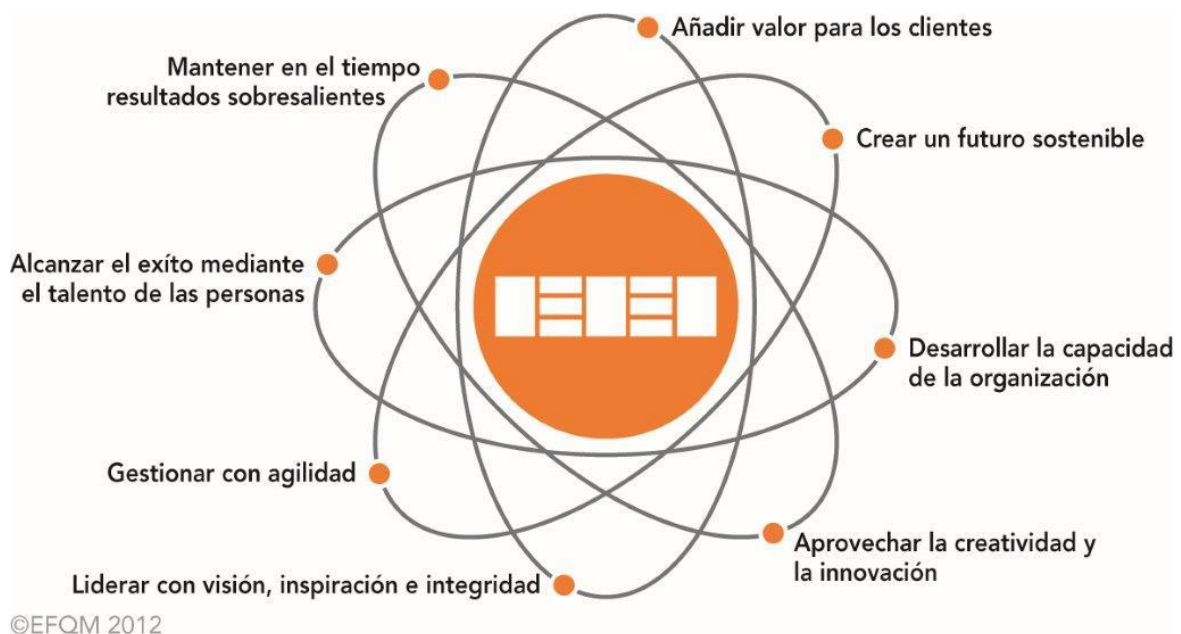 Añadir valor para los clientes
Mantener en el tiempo
resultados sobresalientes
Crear un futuro sostenible
Alcanzar el exíto mediante
el talento de las personas
Desarrollar la capacidad
de la organización
Gestionar con agilidad
Aprovechar la creatividad y
la innovación
Liderar con visión, inspiración e integridad
©EFQM 2012